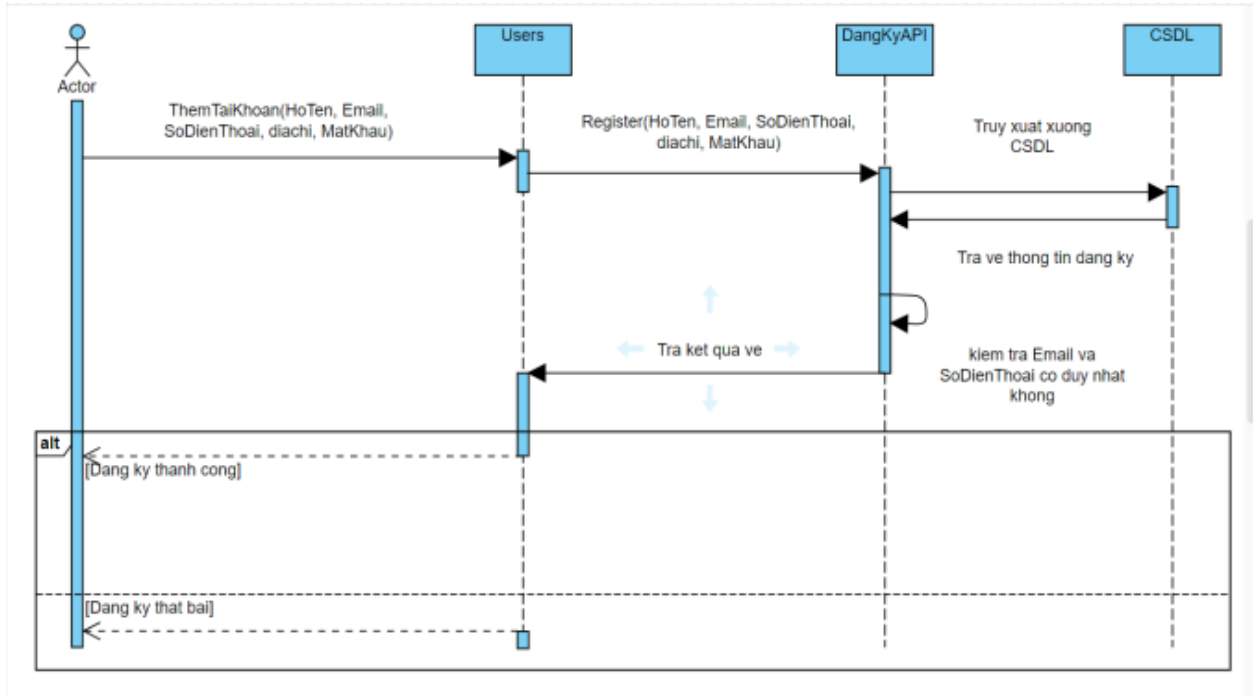 Users
DangKyAPI
CSDL
Actor
ThemTaiKhoan(HoTen, Email,
SoDienThoai, diachi, MatKhau)
Register(HoTen, Email, SoDienThoai,
diachi, MatKhau)
Truy xuat xuong
CSDL
Tra ve thong tin dang ky
Tra ket qua ve
kiem tra Email va
SoDienThoai co duy nhat
khong
alt
[Dang ky thanh cong]
[Dang ky that bai]